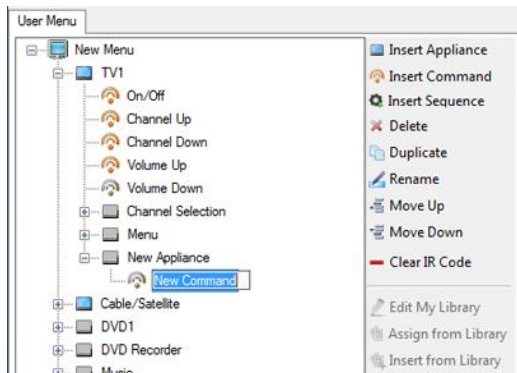 User Menu
New Menu
TV1
On/Off
Channel Up
Channel Down
Volume Up
Volume Down
Channel Selection
Menu
New Appliance
New Command
Cable/Satellite
DVD1
DVD Recorder
Music
Insert Appliance
Insert Command
Insert Sequence
Delete
Duplicate
Rename
Move Up
Move Down
Clear IR Code
Edit My Library
Assign from Library
Insert from Library